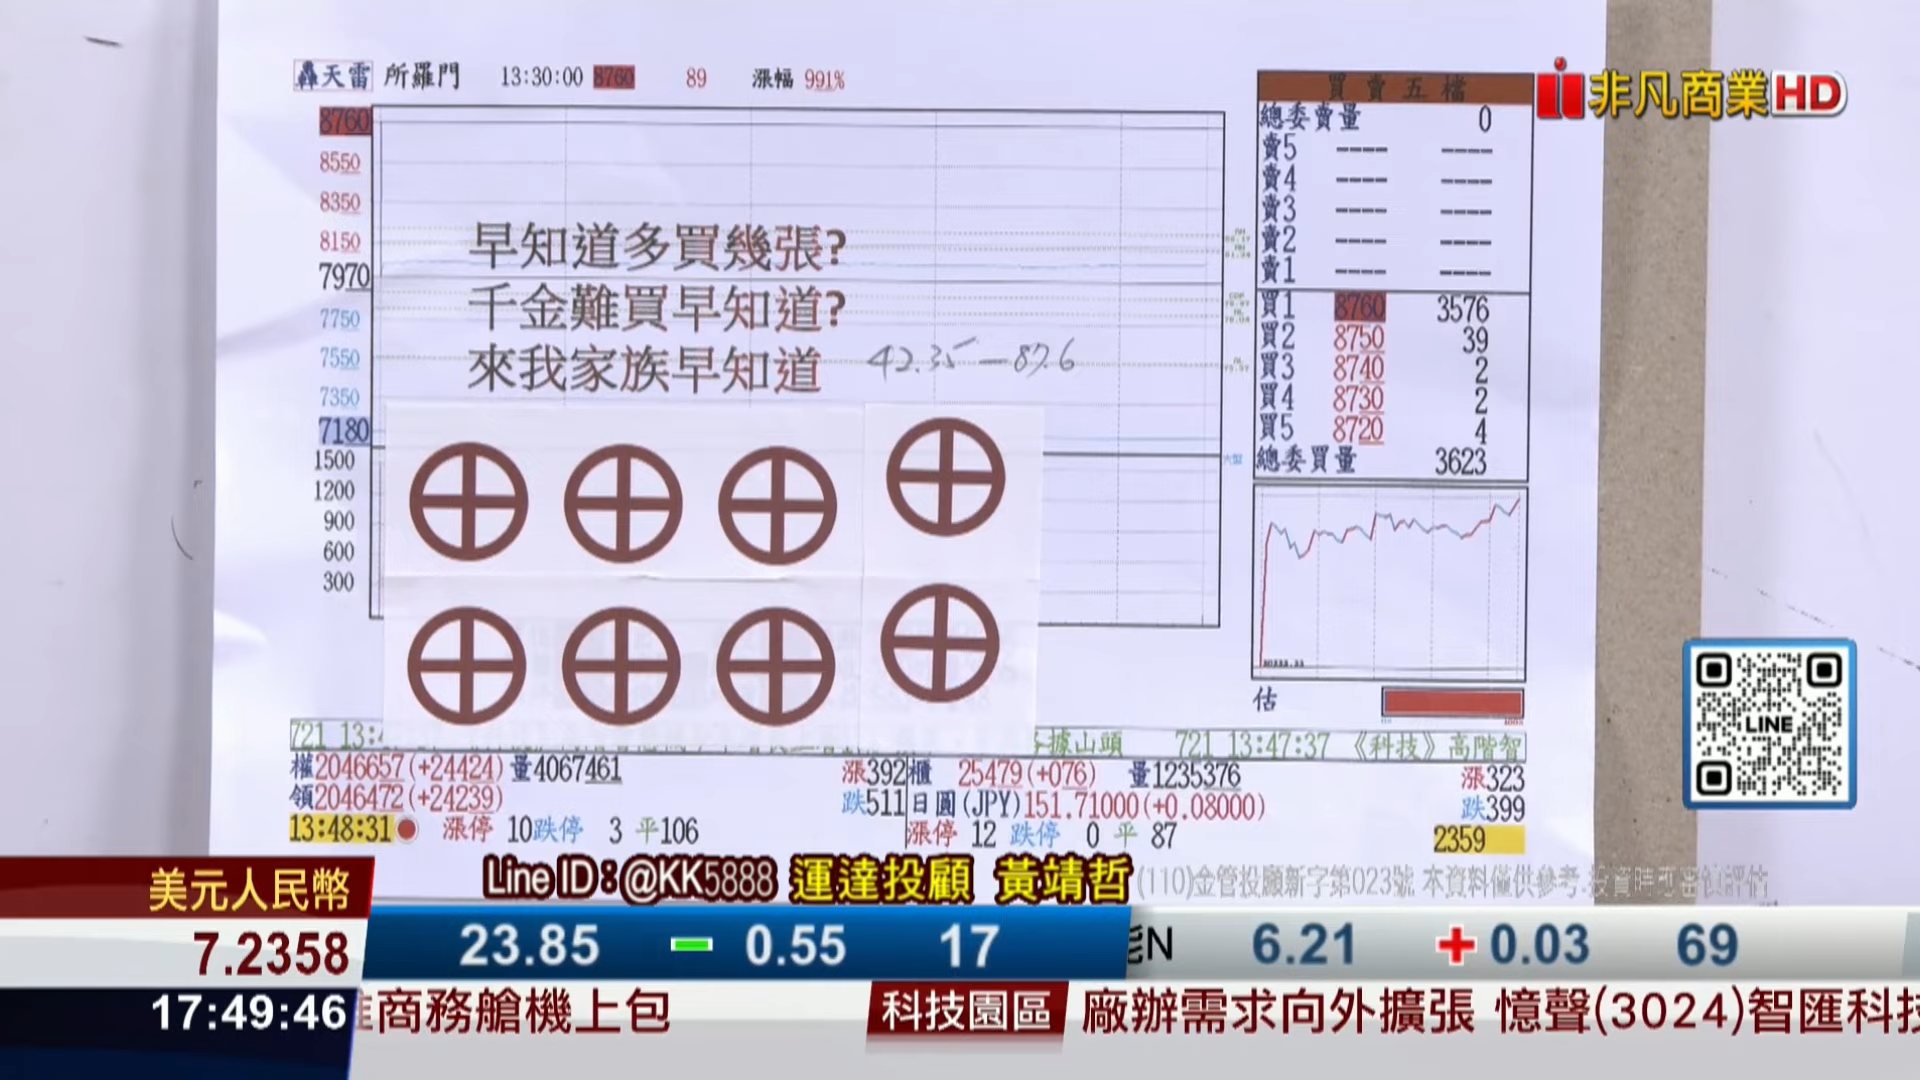 轟天雷 所羅門 13:30:00 8760 89 漲幅 991%
非凡商業HD
8760
8550
8350
8150
7970
7750
7550
7350
7180
1500
1200
900
600
300
早知道多買幾張?
千金難買早知道?
來我家族早知道 42.35-87.6
買賣五檔
總委賣量 0
賣5 ---- ----
賣4 ---- ----
賣3 ---- ----
賣2 ---- ----
賣1 ---- ----
買1 8760 3576
買2 8750 39
買3 8740 2
買4 8730 2
買5 8720 4
總委買量 3623
大盤
估
LINE
721 13:4
據山頭 721 13:47:37 《科技》高階智
權2046657(+24424) 量4067461 漲392 櫃 25479(+076) 量1235376 漲323
領2046472(+24239) 跌511 日圓(JPY)151.71000(+0.08000) 跌399
13:48:31 漲停 10 跌停 3 平106 漲停 12 跌停 0 平 87 2359
Line ID:@KK5888 運達投顧 黃靖哲 (110)金管投顧新字第023號 本資料僅供參考.投資時應審慎評估
美元人民幣
7.2358 23.85 0.55 17 N 6.21 0.03 69
17:49:46 商務艙機上包 科技園區 廠辦需求向外擴張 憶聲(3024)智匯科技